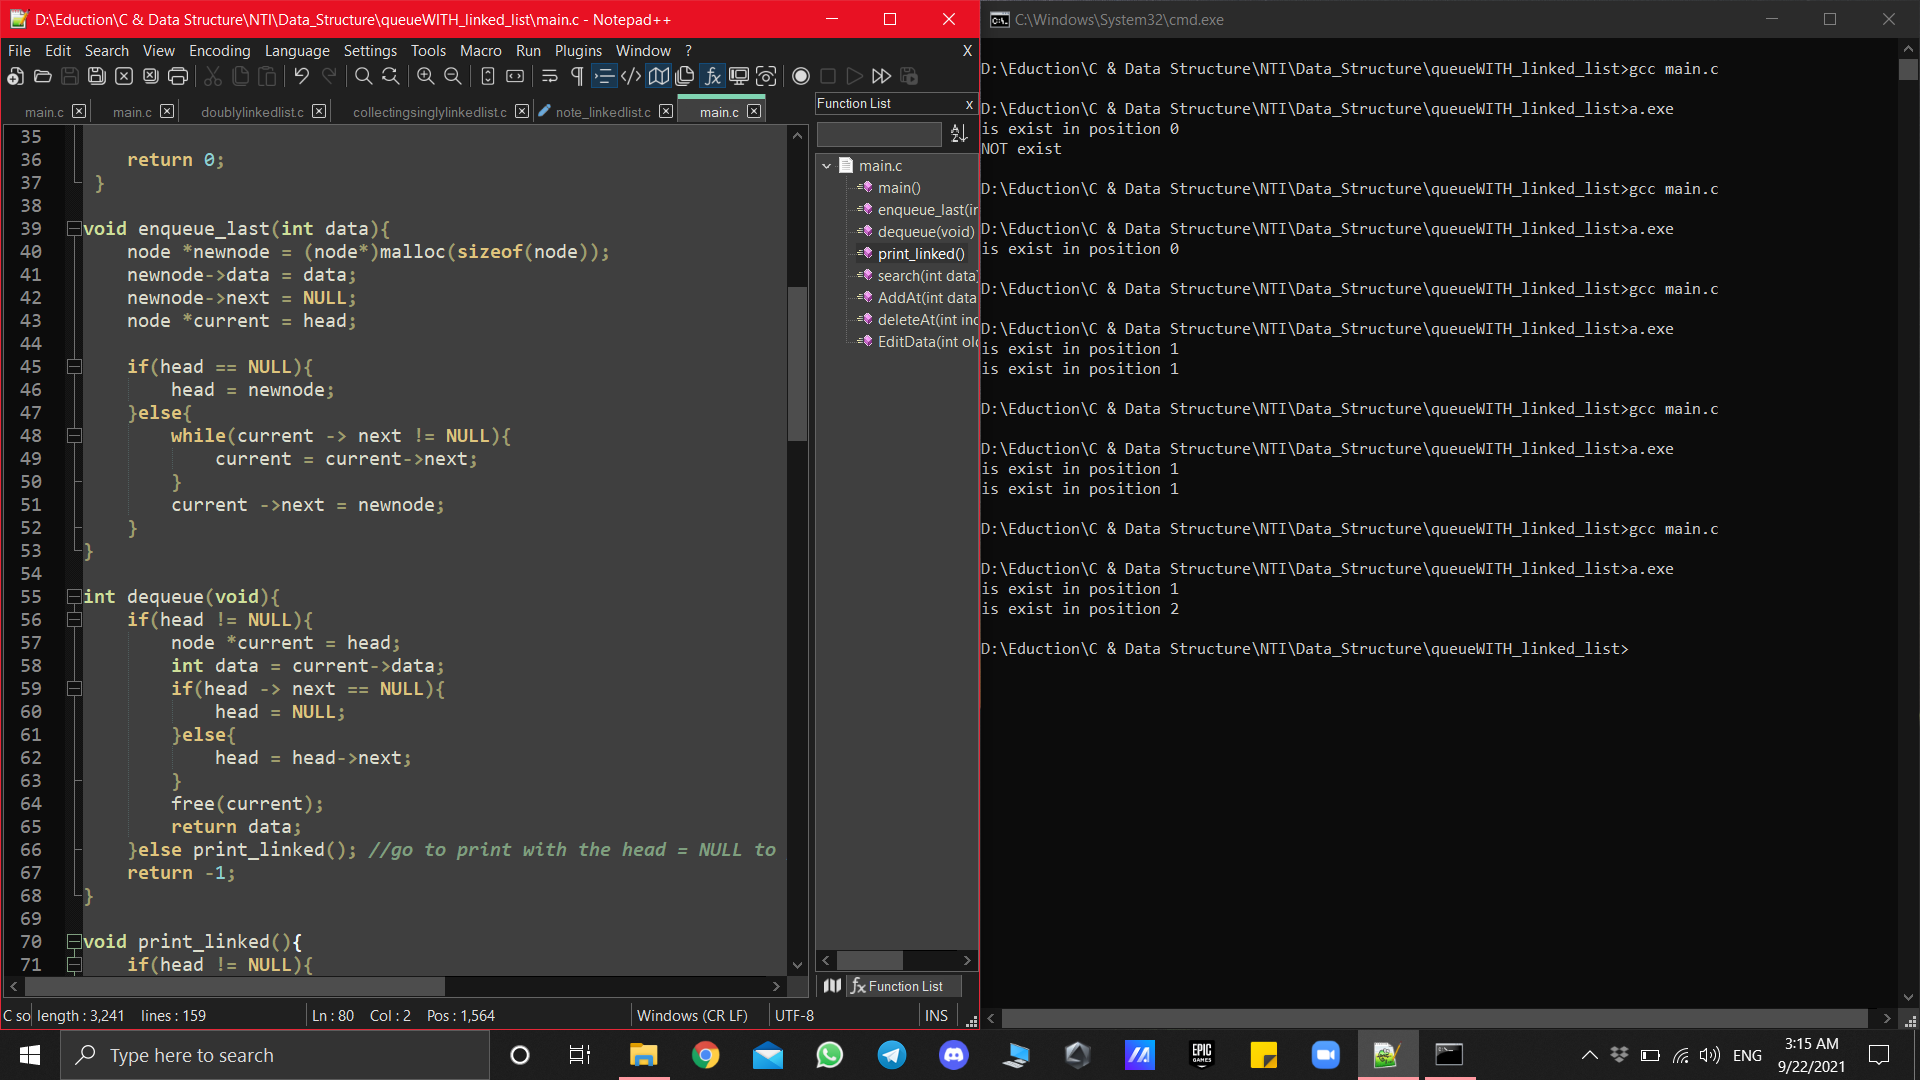 D:\Eduction\C & Data Structure\NTI\Data_Structure\queueWITH_linked_list\main.c - Notepad++
File Edit Search View Encoding Language Settings Tools Macro Run Plugins Window ? X
main.c main.c doublylinkedlist.c collectingsinglylinkedlist.c note_linkedlist.c main.c
35
36 return 0;
37 }
38
39 void enqueue_last(int data){
40 node *newnode = (node*)malloc(sizeof(node));
41 newnode->data = data;
42 newnode->next = NULL;
43 node *current = head;
44
45 if(head == NULL){
46 head = newnode;
47 }else{
48 while(current -> next != NULL){
49 current = current->next;
50 }
51 current ->next = newnode;
52 }
53 }
54
55 int dequeue(void){
56 if(head != NULL){
57 node *current = head;
58 int data = current->data;
59 if(head -> next == NULL){
60 head = NULL;
61 }else{
62 head = head->next;
63 }
64 free(current);
65 return data;
66 }else print_linked(); //go to print with the head = NULL to
67 return -1;
68 }
69
70 void print_linked(){
71 if(head != NULL){
Function List x
main.c
main()
enqueue_last(in
dequeue(void)
print_linked()
search(int data)
AddAt(int data
deleteAt(int ind
EditData(int old
Function List
C so length : 3,241 lines : 159 Ln : 80 Col : 2 Pos : 1,564 Windows (CR LF) UTF-8 INS
C:\Windows\System32\cmd.exe
D:\Eduction\C & Data Structure\NTI\Data_Structure\queueWITH_linked_list>gcc main.c
D:\Eduction\C & Data Structure\NTI\Data_Structure\queueWITH_linked_list>a.exe
is exist in position 0
NOT exist
D:\Eduction\C & Data Structure\NTI\Data_Structure\queueWITH_linked_list>gcc main.c
D:\Eduction\C & Data Structure\NTI\Data_Structure\queueWITH_linked_list>a.exe
is exist in position 0
D:\Eduction\C & Data Structure\NTI\Data_Structure\queueWITH_linked_list>gcc main.c
D:\Eduction\C & Data Structure\NTI\Data_Structure\queueWITH_linked_list>a.exe
is exist in position 1
is exist in position 1
D:\Eduction\C & Data Structure\NTI\Data_Structure\queueWITH_linked_list>gcc main.c
D:\Eduction\C & Data Structure\NTI\Data_Structure\queueWITH_linked_list>a.exe
is exist in position 1
is exist in position 1
D:\Eduction\C & Data Structure\NTI\Data_Structure\queueWITH_linked_list>gcc main.c
D:\Eduction\C & Data Structure\NTI\Data_Structure\queueWITH_linked_list>a.exe
is exist in position 1
is exist in position 2
D:\Eduction\C & Data Structure\NTI\Data_Structure\queueWITH_linked_list>
Type here to search
EPIC GAMES
ENG
3:15 AM
9/22/2021